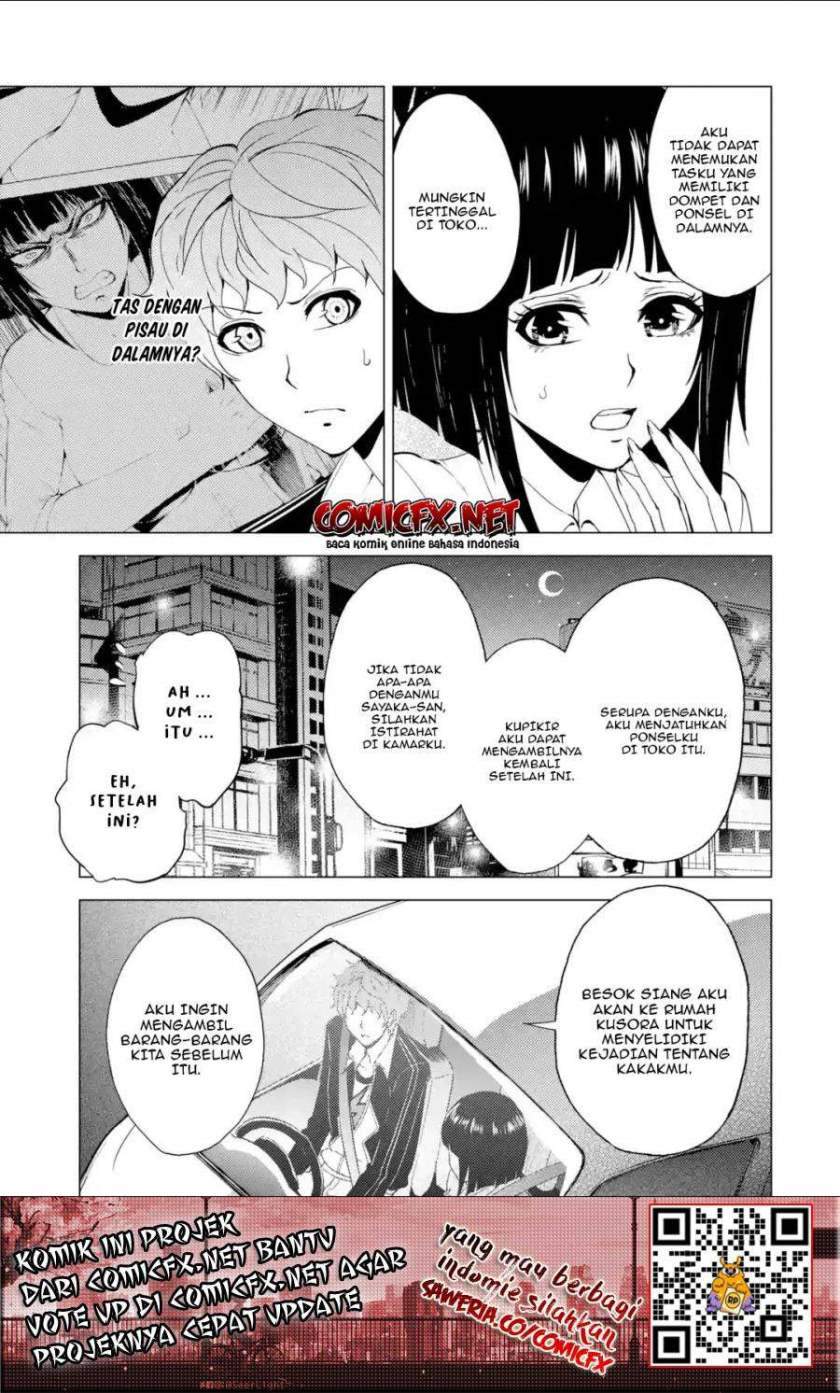 AKU
TIDAK DAPAT
MENEMUKAN
TASKU YANG
MEMILIKI
DOMPET DAN
PONSEL DI
DALAMNYA.
MUNGKIN
TERTINGGAL
DI TOKO...
TAS DENGAN
PISAU DI
DALAMNYA?
COMICFX.NET
Baca Komik Online Bahasa Indonesia
SERUPA DENGANKU,
AKU MENJATUHKAN
PONSELKU
DI TOKO ITU.
KUPIKIR
AKU DAPAT
MENGAMBILNYA
KEMBALI
SETELAH INI.
JIKA TIDAK
APA-APA
DENGANMU
SAYAKA-SAN,
SILAHKAN
ISTIRAHAT
DI KAMARKU.
AH ...
UM ...
ITU ...
EH,
SETELAH
INI?
BESOK SIANG AKU
AKAN KE RUMAH
KUSORA UNTUK
MENYELIDIKI
KEJADIAN TENTANG
KAKAKMU.
AKU INGIN
MENGAMBIL
BARANG-BARANG
KITA SEBELUM
ITU.
KOMIK INI PROJEK
DARI COMICFX.NET BANTU
VOTE UP DI COMICFX.NET AGAR
PROJEKNYA CEPAT UPDATE
yang mau berbagi
indomie silahkan
SAWERIA.CO/COMICFX
RP